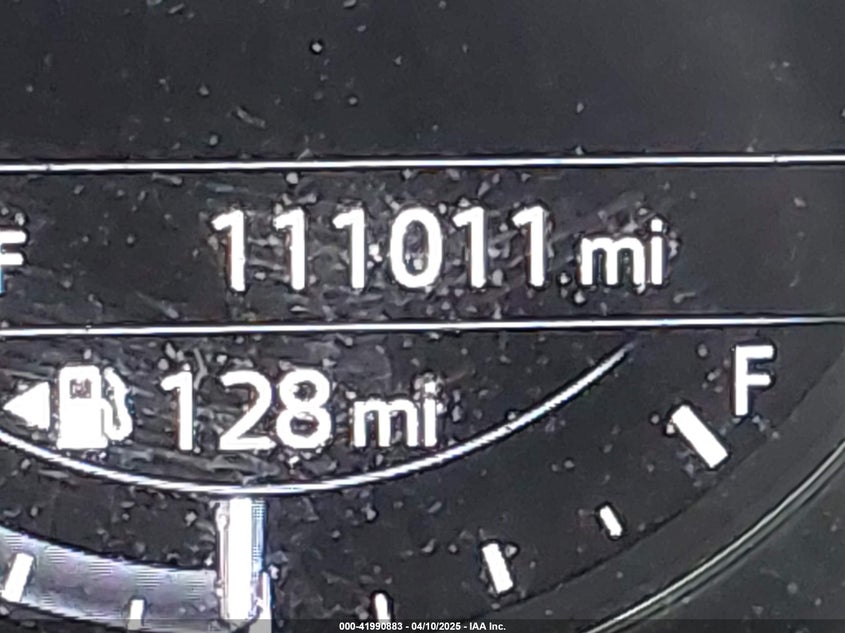 F
111011 mi
128 mi
F
000-41990883 - 04/10/2025 - IAA Inc.